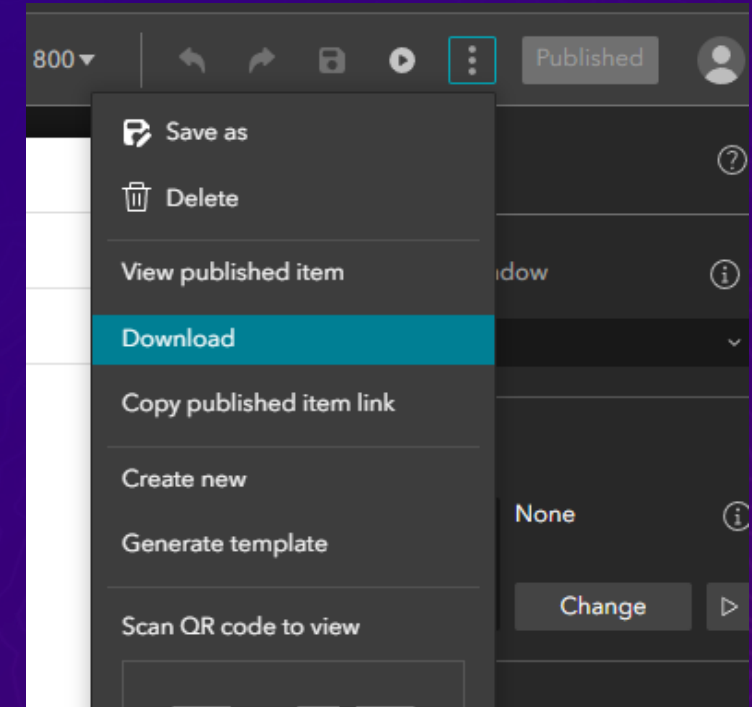 800
Published
Save as
Delete
View published item
dow
Download
Copy published item link
Create new
None
Generate template
Change
Scan QR code to view